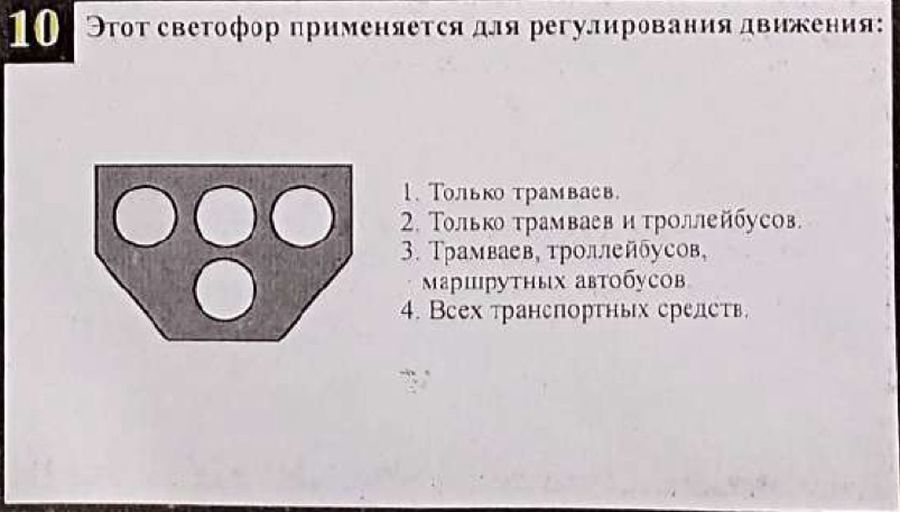 10 Этот светофор применяется для регулирования движения:
1. Только трамваев.
2. Только трамваев и троллейбусов.
3. Трамваев, троллейбусов,
маршрутных автобусов
4. Всех транспортных средств.